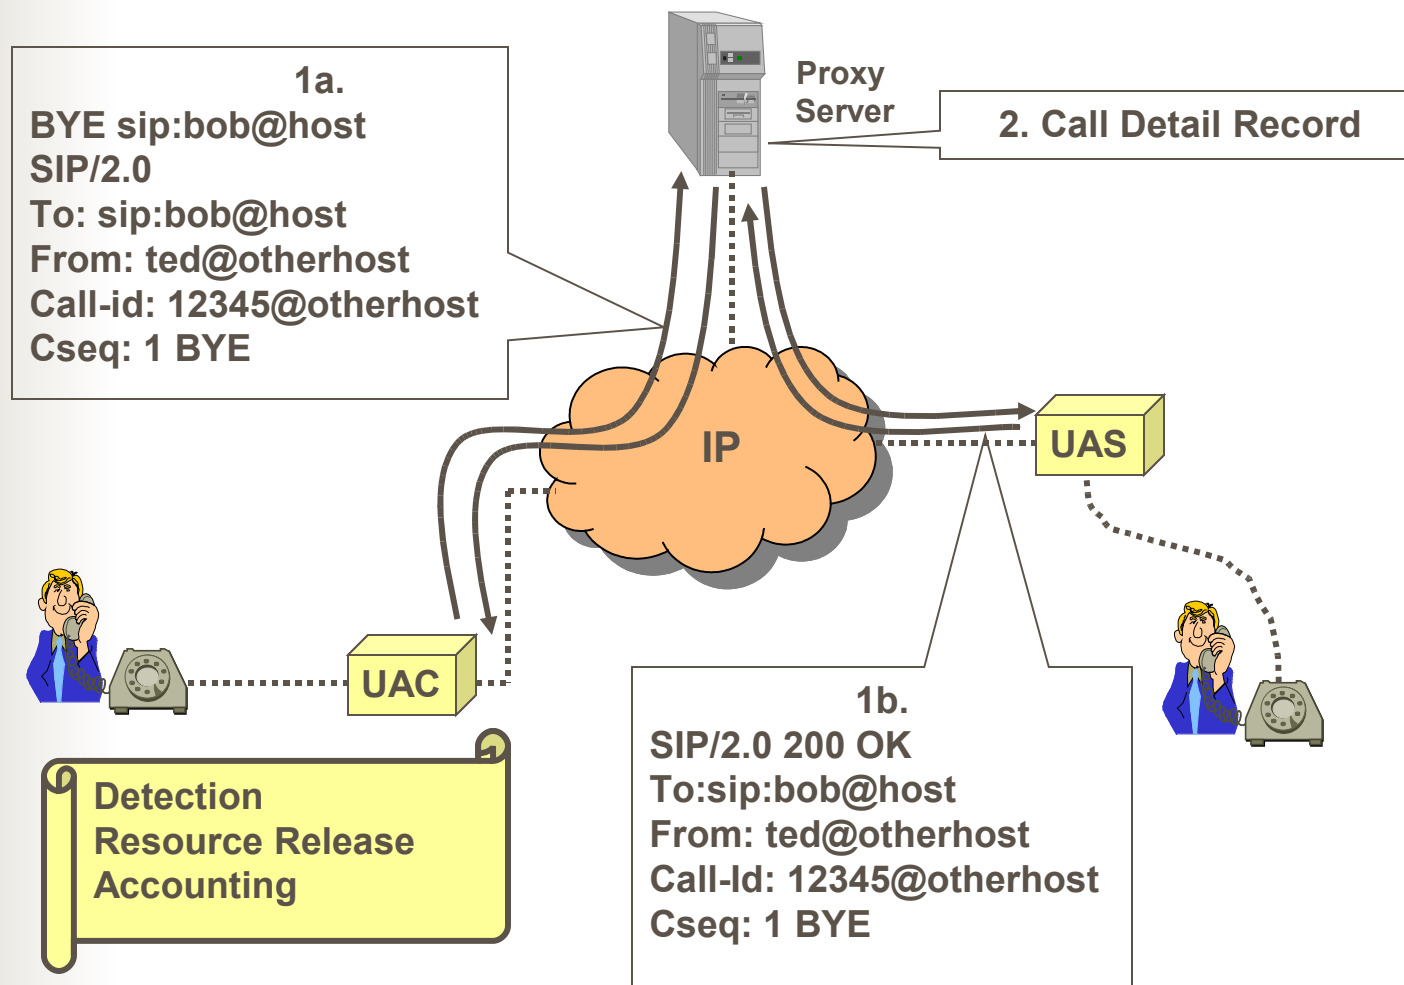 1a.
BYE sip:bob@host
SIP/2.0
To: sip:bob@host
From: ted@otherhost
Call-id: 12345@otherhost
Cseq: 1 BYE
Proxy
Server
2. Call Detail Record
IP
UAS
UAC
Detection
Resource Release
Accounting
1b.
SIP/2.0 200 OK
To:sip:bob@host
From: ted@otherhost
Call-Id: 12345@otherhost
Cseq: 1 BYE